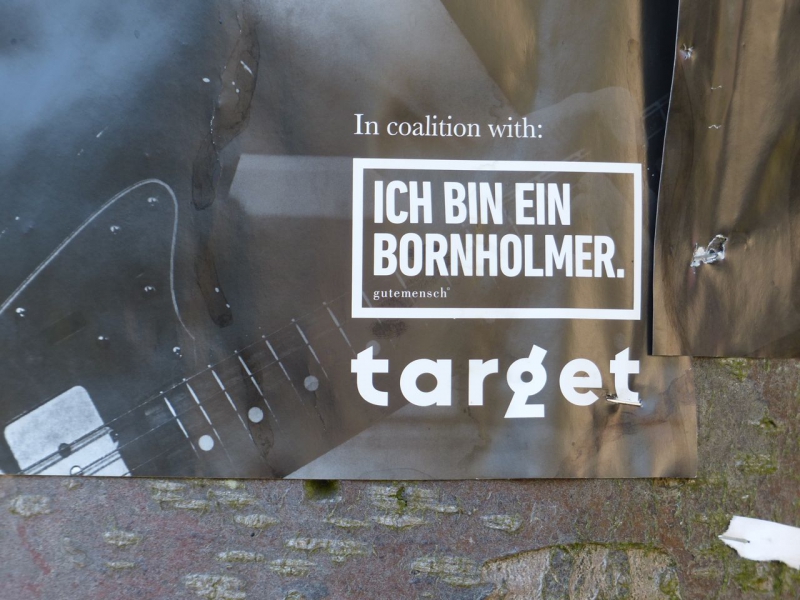 In coalition with:
ICH BIN EIN
BORNHOLMER.
gutemensch
target